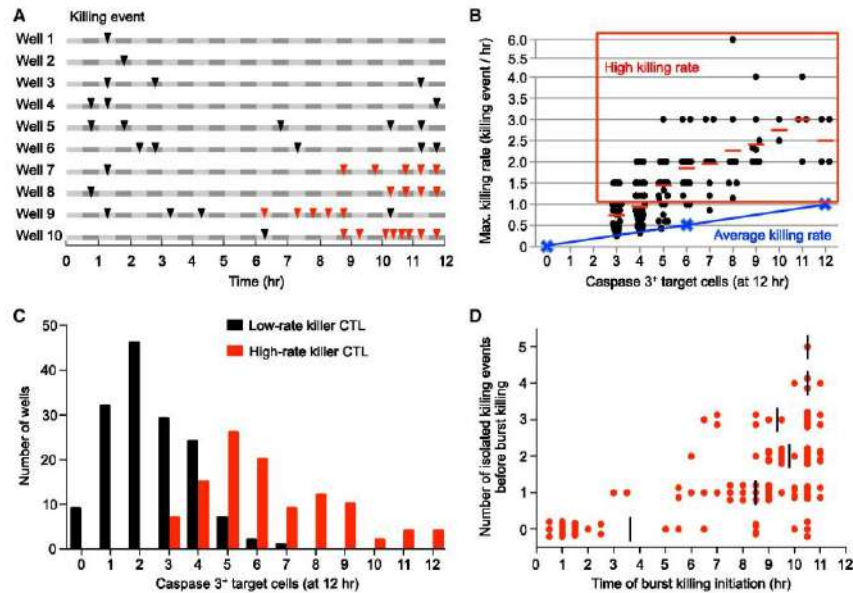 A
Killing event
Well 1
Well 2
Well 3
Well 4
Well 5
Well 6
Well 7
Well 8
Well 9
Well 10
0 1 2 3 4 5 6 7 8 9 10 11 12
Time (hr)
B
Max. killing rate (killing event / hr)
6.0
5.5
5.0
4.5
4.0
3.5
3.0
2.5
2.0
1.5
1.0
0.5
0
High killing rate
Average killing rate
0 1 2 3 4 5 6 7 8 9 10 11 12
Caspase 3⁺ target cells (at 12 hr)
C
Number of wells
50
40
30
20
10
0
Low-rate killer CTL
High-rate killer CTL
0 1 2 3 4 5 6 7 8 9 10 11 12
Caspase 3⁺ target cells (at 12 hr)
D
Number of isolated killing events
before burst killing
5
4
3
2
1
0
0 1 2 3 4 5 6 7 8 9 10 11 12
Time of burst killing initiation (hr)